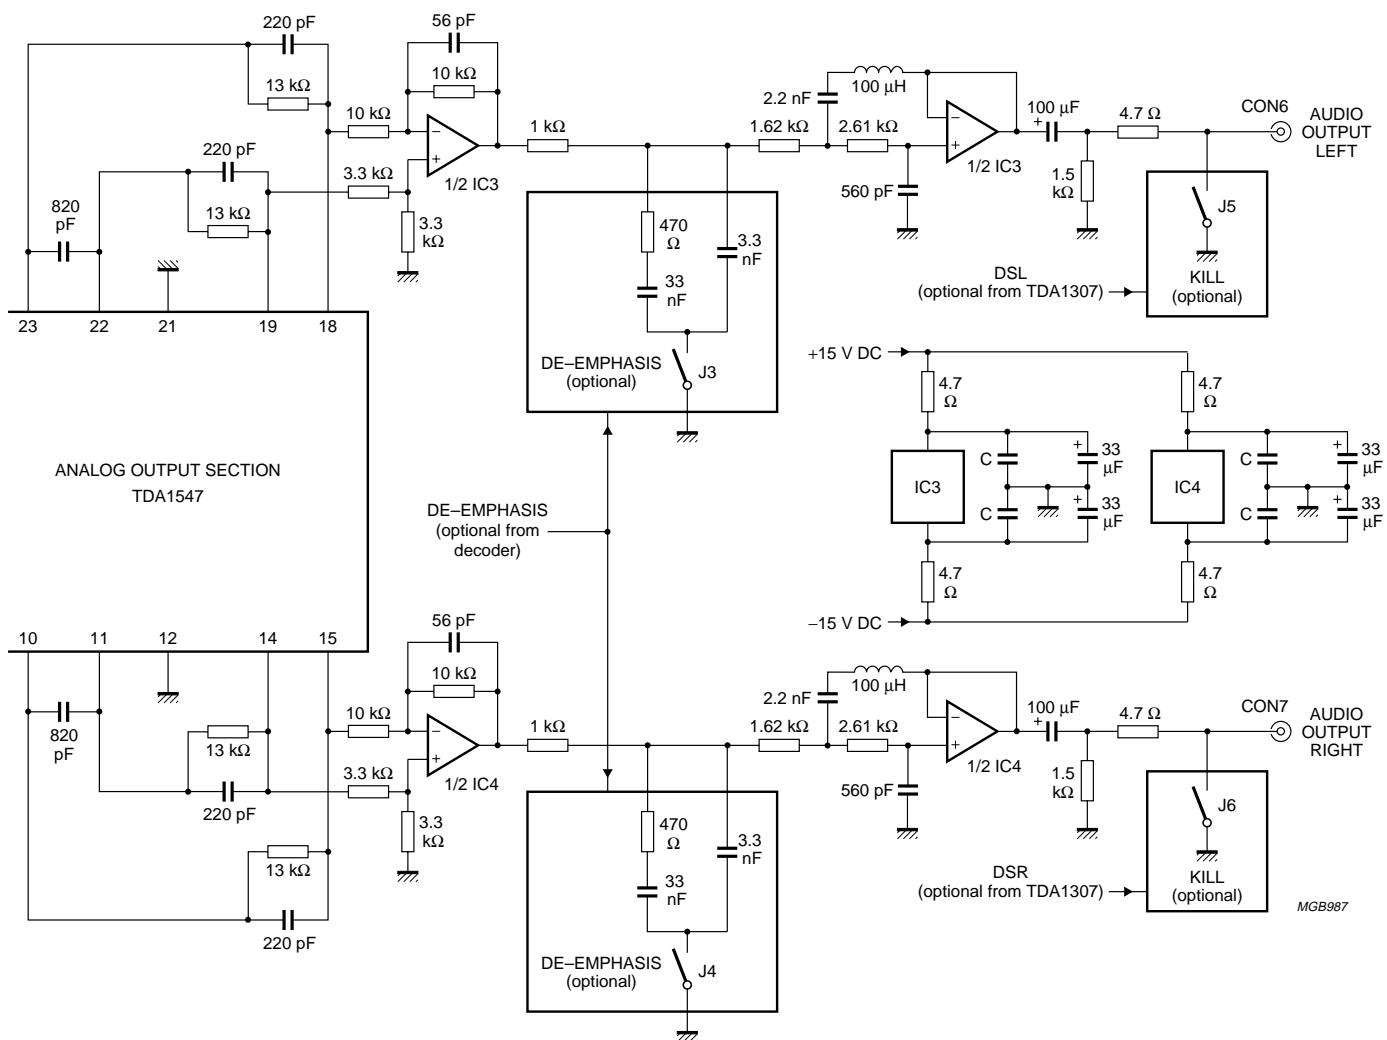 220 pF
56 pF
13 kΩ
10 kΩ
10 kΩ
1 kΩ
220 pF
3.3 kΩ
1/2 IC3
820
pF
13 kΩ
3.3
kΩ
2.2 nF
100 μH
1.62 kΩ
2.61 kΩ
1/2 IC3
560 pF
100 μF
+
4.7 Ω
CON6
AUDIO
OUTPUT
LEFT
1.5
kΩ
J5
KILL
(optional)
DSL
(optional from TDA1307)
470
Ω
33
nF
3.3
nF
DE–EMPHASIS
(optional)
J3
23
22
21
19
18
ANALOG OUTPUT SECTION
TDA1547
DE–EMPHASIS
(optional from
decoder)
+15 V DC
4.7
Ω
4.7
Ω
IC3
C
C
+
33
μF
+
33
μF
IC4
C
C
+
33
μF
+
33
μF
4.7
Ω
4.7
Ω
–15 V DC
10
11
12
14
15
56 pF
10 kΩ
10 kΩ
1 kΩ
820
pF
13 kΩ
3.3 kΩ
1/2 IC4
220 pF
3.3
kΩ
13 kΩ
220 pF
2.2 nF
100 μH
1.62 kΩ
2.61 kΩ
1/2 IC4
560 pF
100 μF
+
4.7 Ω
CON7
AUDIO
OUTPUT
RIGHT
1.5
kΩ
J6
KILL
(optional)
DSR
(optional from TDA1307)
470
Ω
33
nF
3.3
nF
DE–EMPHASIS
(optional)
J4
MGB987
− 
+
−
+
−
+
−
+